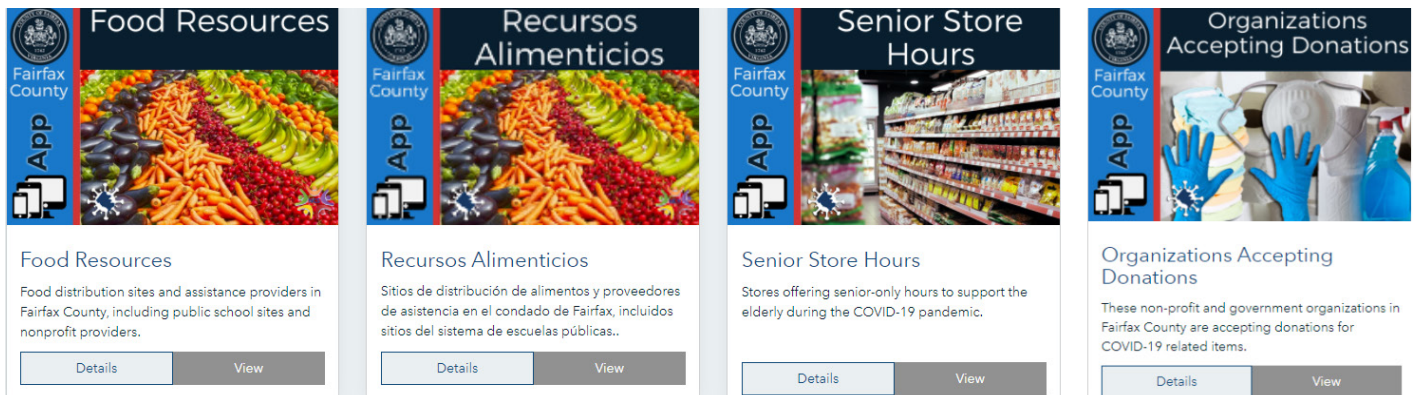 Food Resources
Fairfax
County
App
Food Resources
Food distribution sites and assistance providers in
Fairfax County, including public school sites and
nonprofit providers.
Details
View
Recursos
Alimenticios
Fairfax
County
App
Recursos Alimenticios
Sitios de distribución de alimentos y proveedores
de asistencia en el condado de Fairfax, incluidos
sitios del sistema de escuelas públicas..
Details
View
Senior Store
Hours
Fairfax
County
App
Senior Store Hours
Stores offering senior-only hours to support the
elderly during the COVID-19 pandemic.
Details
View
Organizations
Accepting Donations
Fairfax
County
App
Organizations Accepting
Donations
These non-profit and government organizations in
Fairfax County are accepting donations for
COVID-19 related items.
Details
View